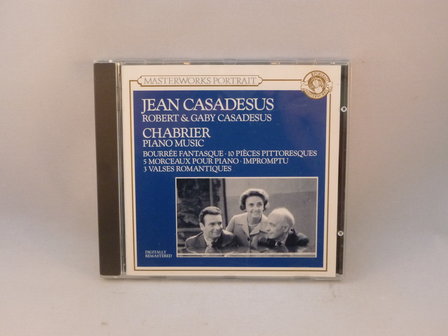 MASTERWORKS PORTRAIT
JEAN CASADESUS
ROBERT & GABY CASADESUS
CHABRIER
PIANO MUSIC
BOURRÉE FANTASQUE · 10 PIÈCES PITTORESQUES
5 MORCEAUX POUR PIANO · IMPROMPTU
3 VALSES ROMANTIQUES
DIGITALLY
REMASTERED